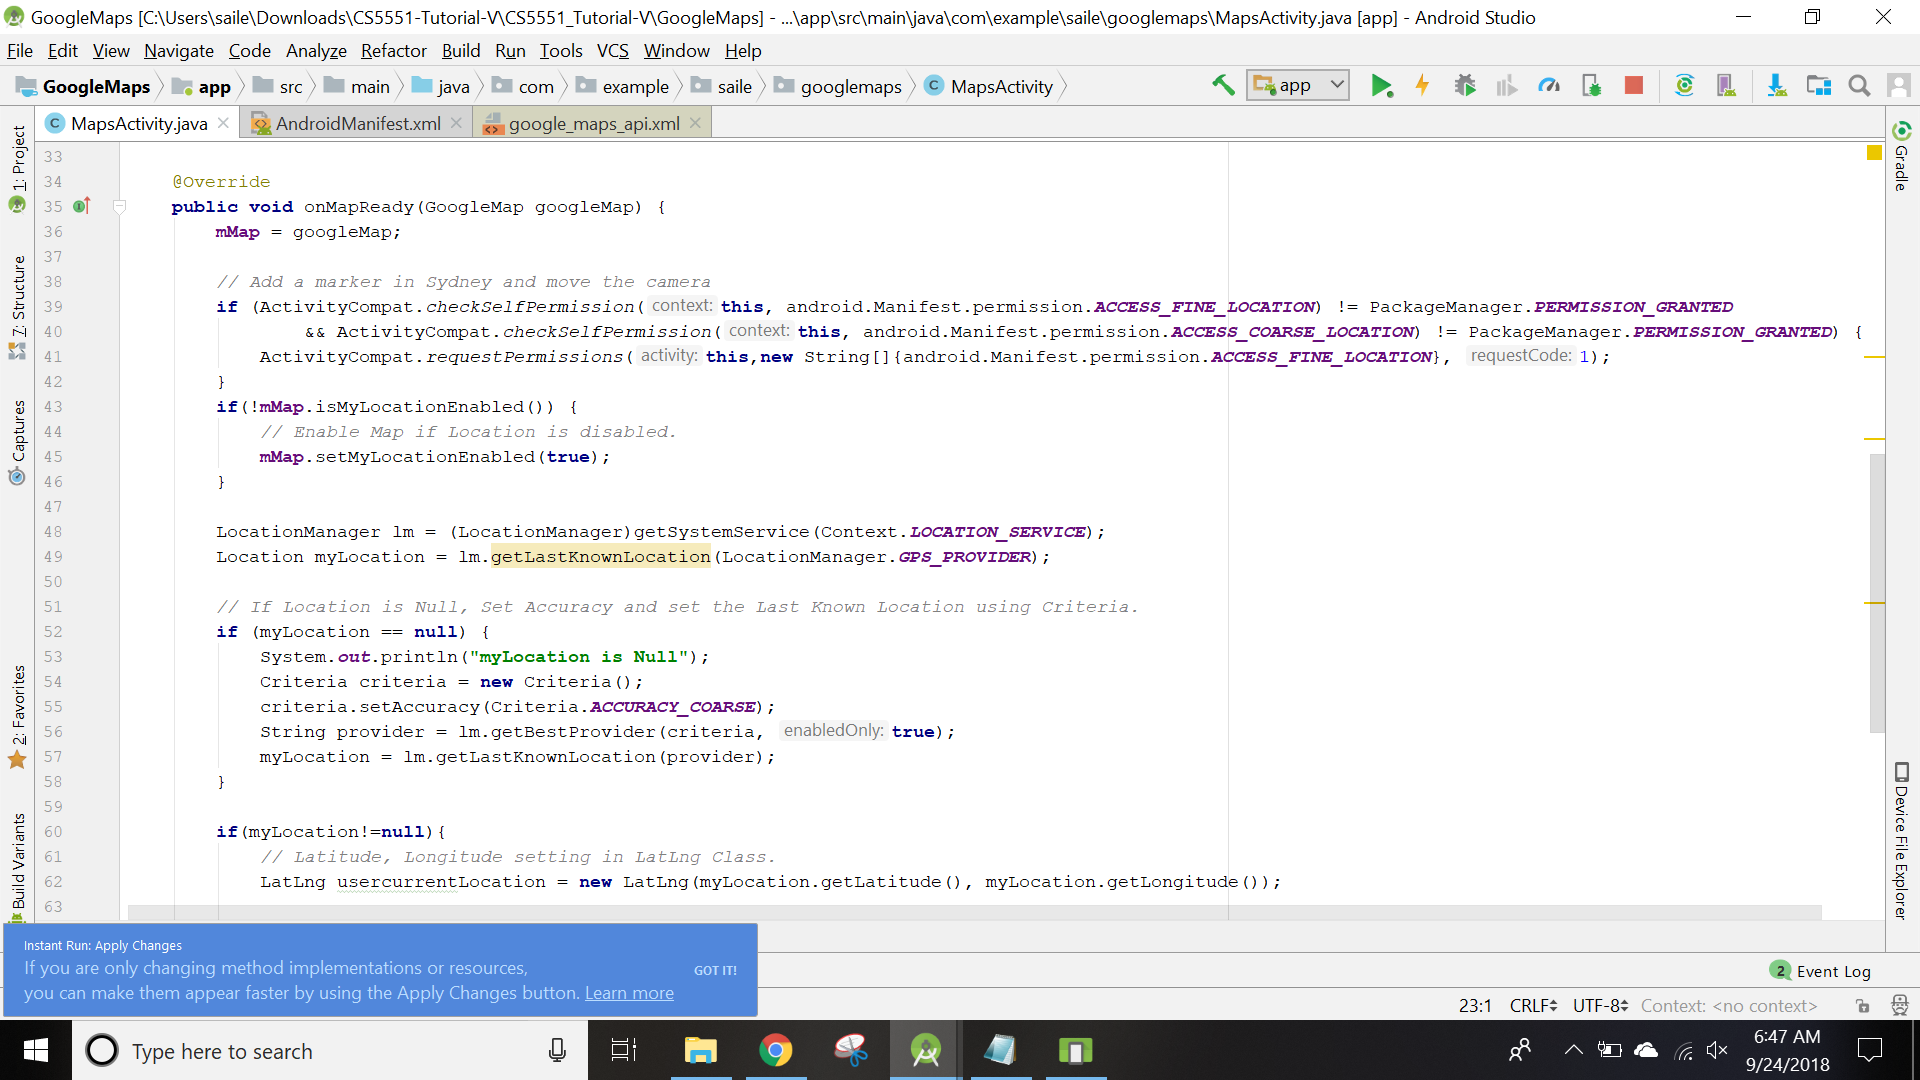 GoogleMaps [C:\Users\saile\Downloads\CS5551-Tutorial-V\CS5551_Tutorial-V\GoogleMaps] - ...\app\src\main\java\com\example\saile\googlemaps\MapsActivity.java [app] - Android Studio
File Edit View Navigate Code Analyze Refactor Build Run Tools VCS Window Help
GoogleMaps app src main java com example saile googlemaps MapsActivity app
MapsActivity.java AndroidManifest.xml google_maps_api.xml
1: Project
7: Structure
Captures
2: Favorites
Build Variants
33
34 @Override
35 public void onMapReady(GoogleMap googleMap) {
36 mMap = googleMap;
37
38 // Add a marker in Sydney and move the camera
39 if (ActivityCompat.checkSelfPermission( context: this, android.Manifest.permission.ACCESS_FINE_LOCATION) != PackageManager.PERMISSION_GRANTED
40 && ActivityCompat.checkSelfPermission( context: this, android.Manifest.permission.ACCESS_COARSE_LOCATION) != PackageManager.PERMISSION_GRANTED) {
41 ActivityCompat.requestPermissions( activity: this,new String[]{android.Manifest.permission.ACCESS_FINE_LOCATION}, requestCode: 1);
42 }
43 if(!mMap.isMyLocationEnabled()) {
44 // Enable Map if Location is disabled.
45 mMap.setMyLocationEnabled(true);
46 }
47
48 LocationManager lm = (LocationManager)getSystemService(Context.LOCATION_SERVICE);
49 Location myLocation = lm.getLastKnownLocation(LocationManager.GPS_PROVIDER);
50
51 // If Location is Null, Set Accuracy and set the Last Known Location using Criteria.
52 if (myLocation == null) {
53 System.out.println("myLocation is Null");
54 Criteria criteria = new Criteria();
55 criteria.setAccuracy(Criteria.ACCURACY_COARSE);
56 String provider = lm.getBestProvider(criteria, enabledOnly: true);
57 myLocation = lm.getLastKnownLocation(provider);
58 }
59
60 if(myLocation!=null){
61 // Latitude, Longitude setting in LatLng Class.
62 LatLng usercurrentLocation = new LatLng(myLocation.getLatitude(), myLocation.getLongitude());
63
Gradle
Device File Explorer
Instant Run: Apply Changes
If you are only changing method implementations or resources,
you can make them appear faster by using the Apply Changes button. Learn more
GOT IT!
2 Event Log
23:1 CRLF UTF-8 Context: <no context>
Type here to search
6:47 AM
9/24/2018